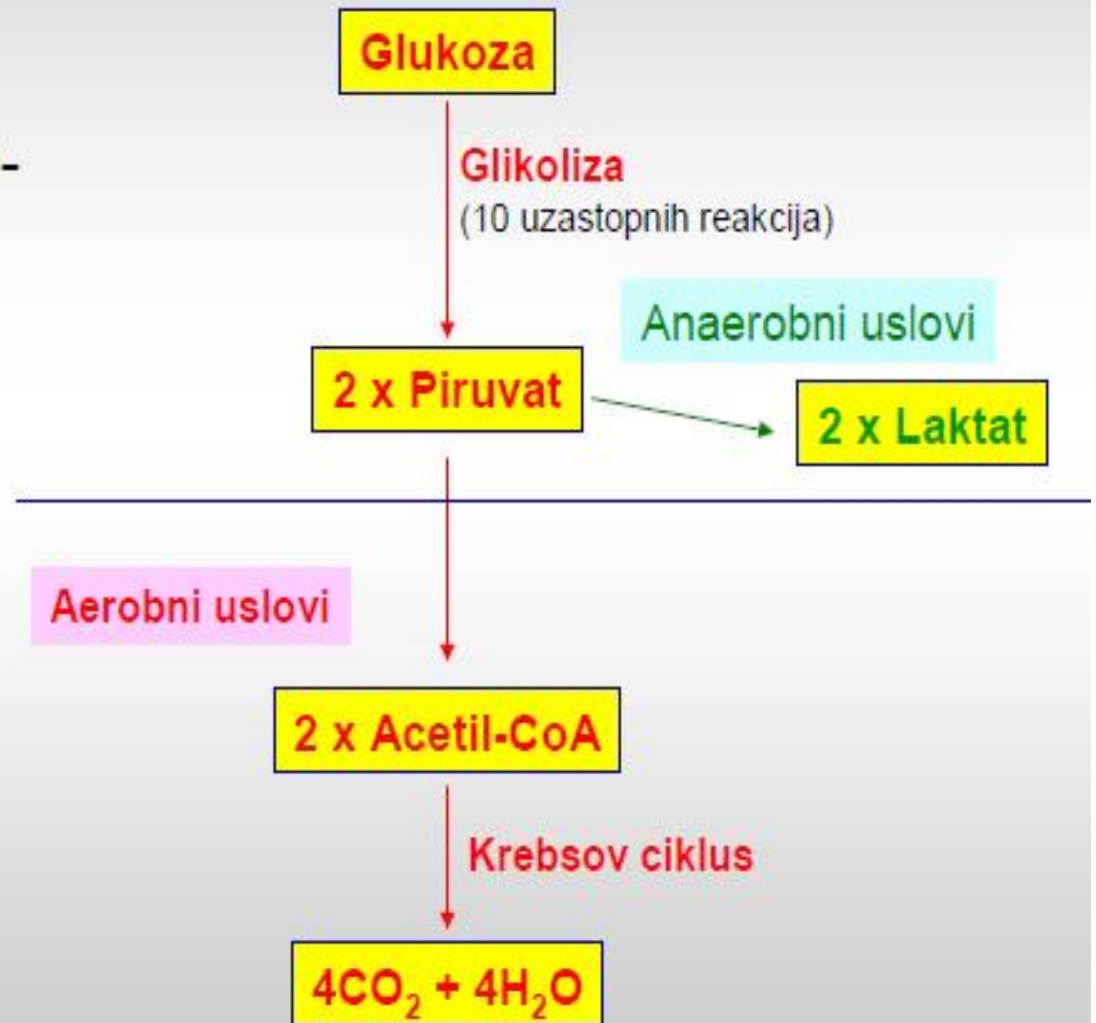 Glukoza
-
Glikoliza
(10 uzastopnih reakcija)
Anaerobni uslovi
2 x Piruvat
2 x Laktat
Aerobni uslovi
2 x Acetil-CoA
Krebsov ciklus
4CO₂ + 4H₂O